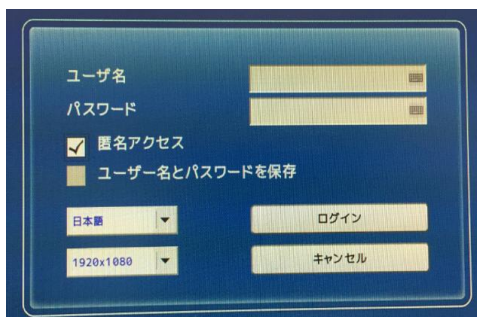 ユーザ名
パスワード
匿名アクセス
ユーザー名とパスワードを保存
日本語
ログイン
1920x1080
キャンセル